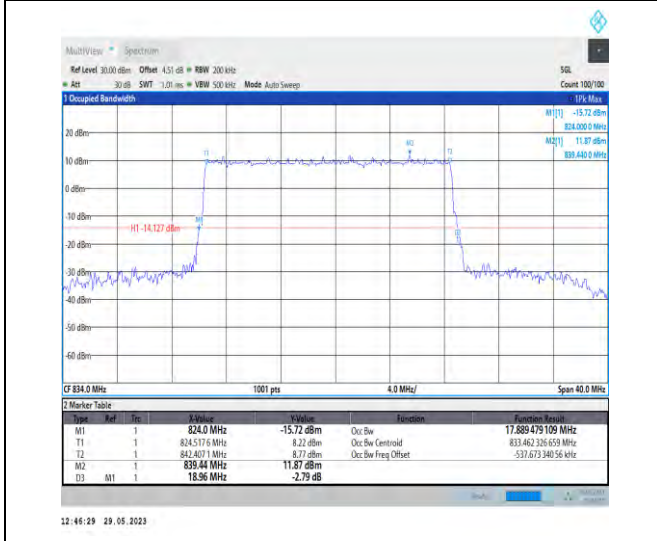 MultiView Spectrum
Ref Level 30.00 dBm Offset 4.51 dB RBW 200 kHz SGL
Att 30 dB SWT 1.01 ms VBW 500 kHz Mode Auto Sweep Count 100/100
1 Occupied Bandwidth 1Pk Max
M1[1] -15.72 dBm
824.000 0 MHz
M2[1] 11.87 dBm
839.440 0 MHz
20 dBm
M2
T1 T2
10 dBm
0 dBm
-10 dBm
M1
H1 -14.127 dBm
D3
-20 dBm
-30 dBm
-40 dBm
-50 dBm
-60 dBm
CF 834.0 MHz 1001 pts 4.0 MHz/ Span 40.0 MHz
2 Marker Table
Type Ref Trc X-Value Y-Value Function Function Result
M1 1 824.0 MHz -15.72 dBm Occ Bw 17.889 479 109 MHz
T1 1 824.517 6 MHz 8.22 dBm Occ Bw Centroid 833.462 326 659 MHz
T2 1 842.407 1 MHz 8.77 dBm Occ Bw Freq Offset -537.673 340 56 kHz
M2 1 839.44 MHz 11.87 dBm
D3 M1 1 18.96 MHz -2.79 dB
12:46:29 29.05.2023